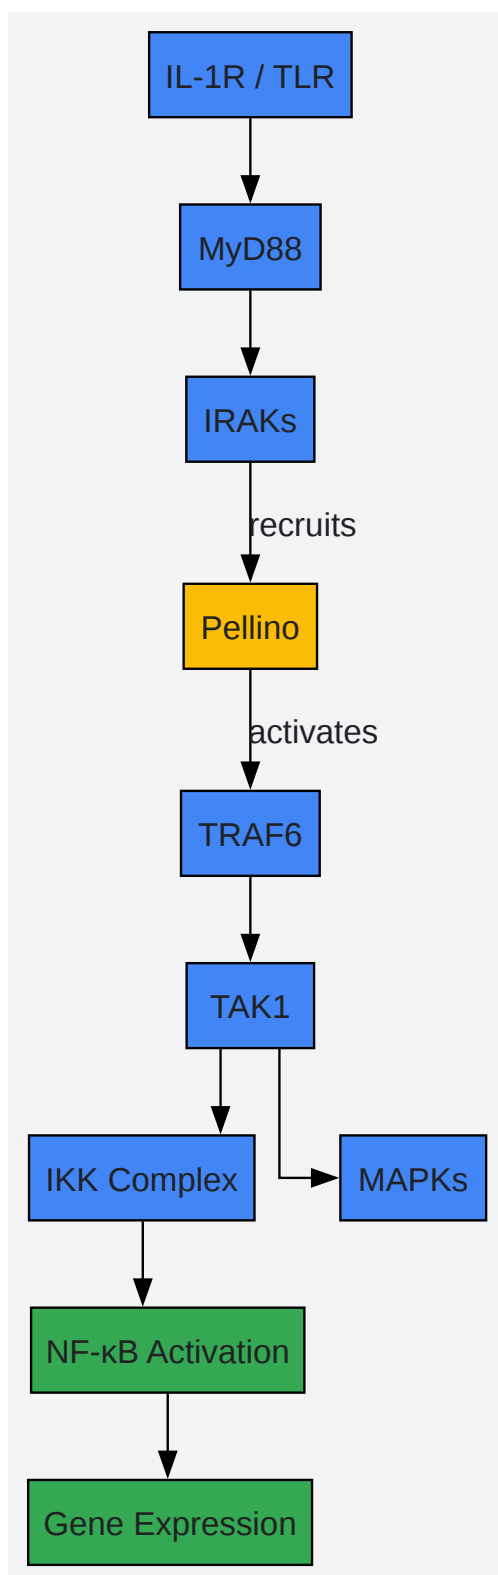 IL-1R / TLR
MyD88
IRAKs
recruits
Pellino
activates
TRAF6
TAK1
IKK Complex
MAPKs
NF-κB Activation
Gene Expression